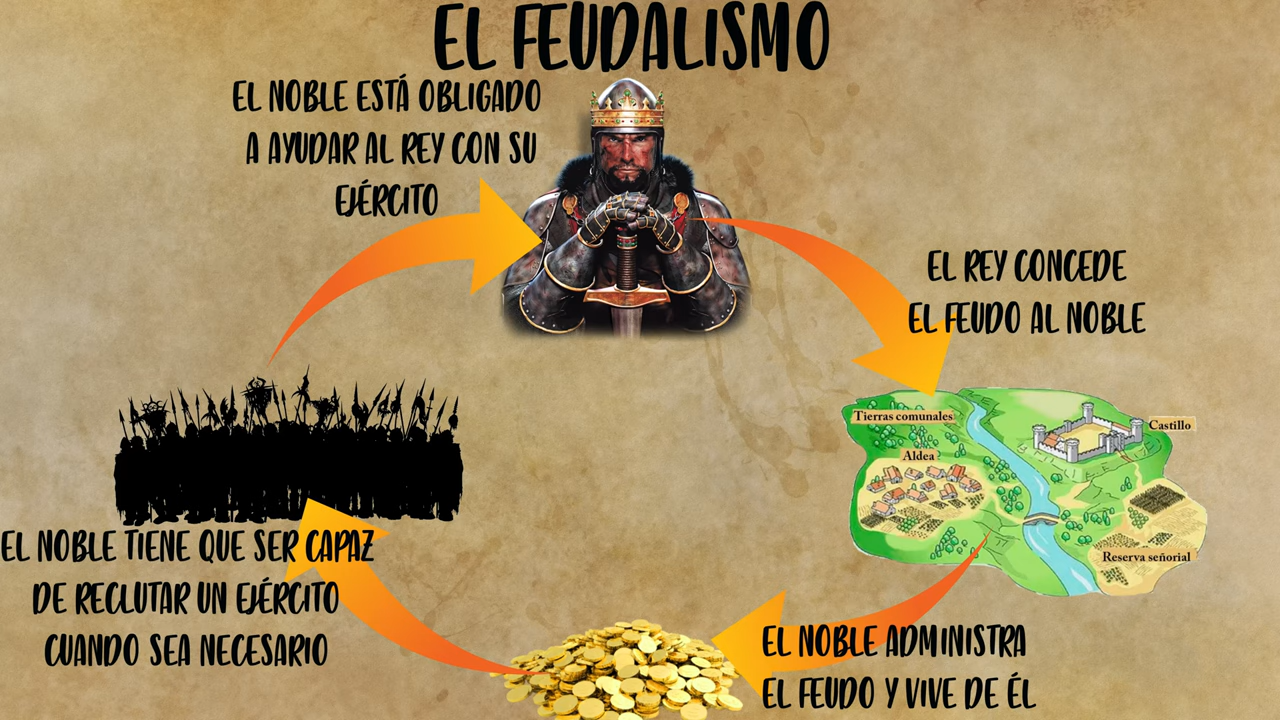 EL FEUDALISMO
EL NOBLE ESTÁ OBLIGADO
A AYUDAR AL REY CON SU
EJÉRCITO
EL REY CONCEDE
EL FEUDO AL NOBLE
Tierras comunales
Castillo
Aldea
Reserva señorial
EL NOBLE ADMINISTRA
EL FEUDO Y VIVE DE ÉL
EL NOBLE TIENE QUE SER CAPAZ
DE RECLUTAR UN EJÉRCITO
CUANDO SEA NECESARIO